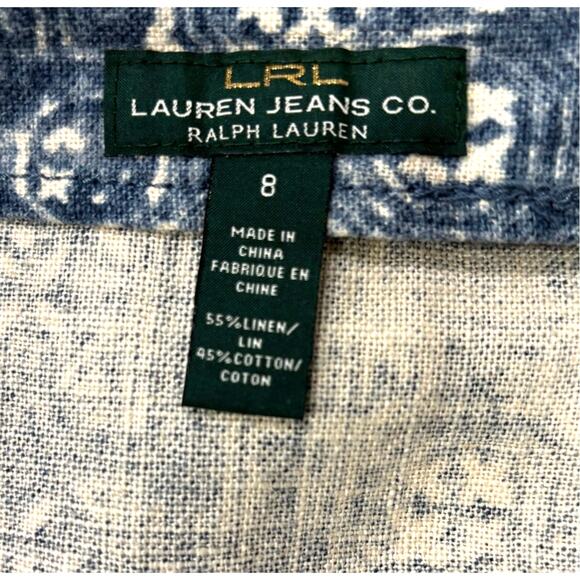 LRL
LAUREN JEANS CO.
RALPH LAUREN
8
MADE IN
CHINA
FABRIQUE EN
CHINE
55%LINEN/
LIN
45%COTTON/
COTON